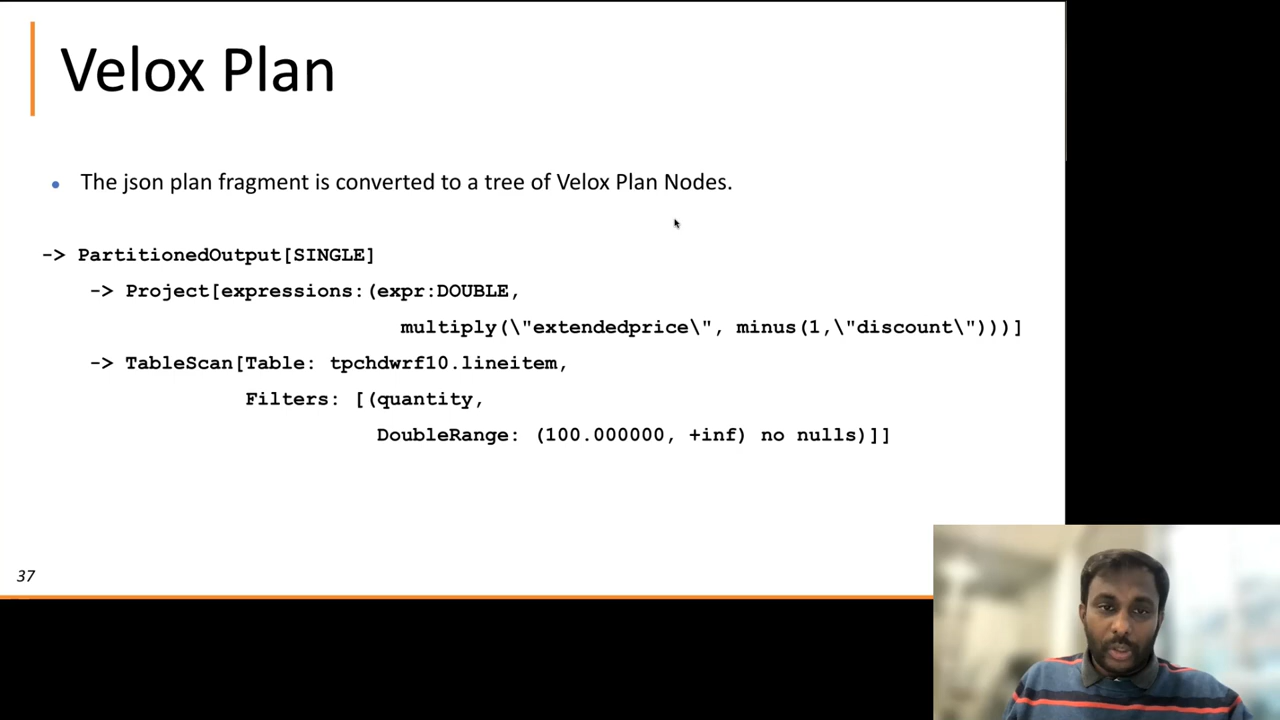 Velox Plan
• The json plan fragment is converted to a tree of Velox Plan Nodes.
-> PartitionedOutput[SINGLE]
-> Project[expressions:(expr:DOUBLE,
multiply(\"extendedprice\", minus(1,\"discount\")))]
-> TableScan[Table: tpchdwrf10.lineitem,
Filters: [(quantity,
DoubleRange: (100.000000, +inf) no nulls)]]
37